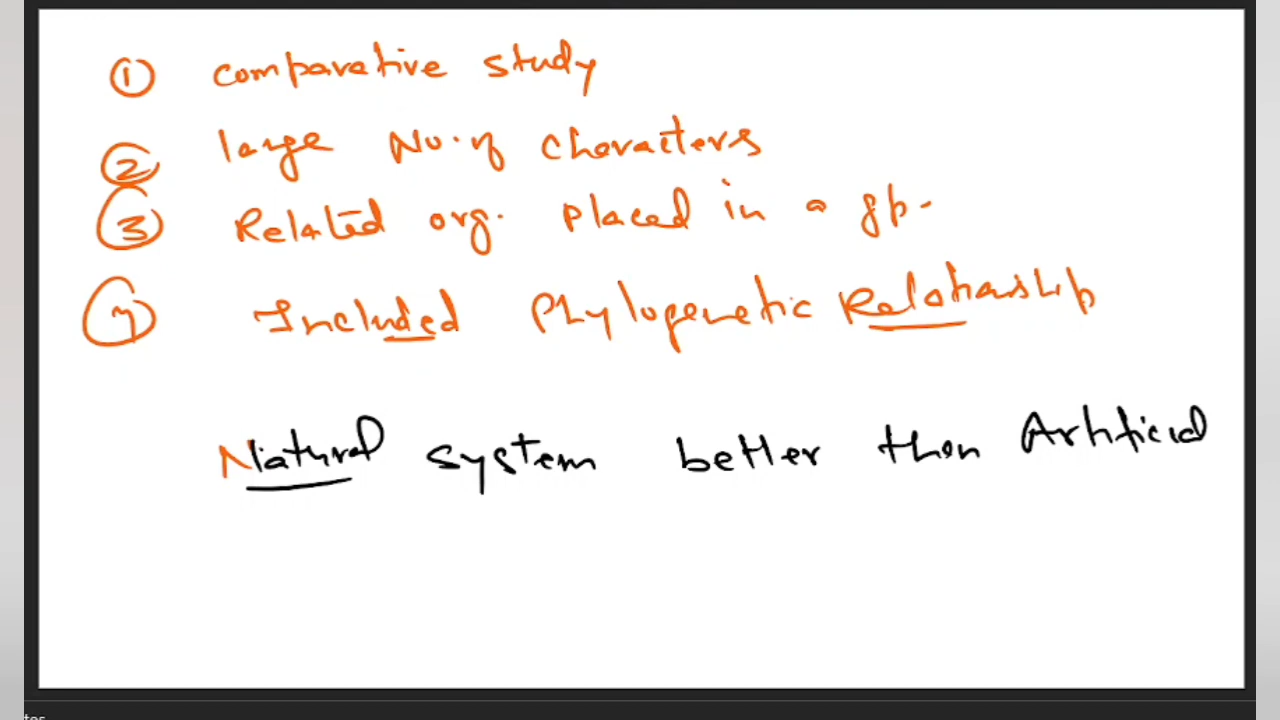 ① comparative study
② large No. of characters
③ Related org. placed in a gp.
④ Included Phylogenetic Relationship
Natural system better than Artificial
tes